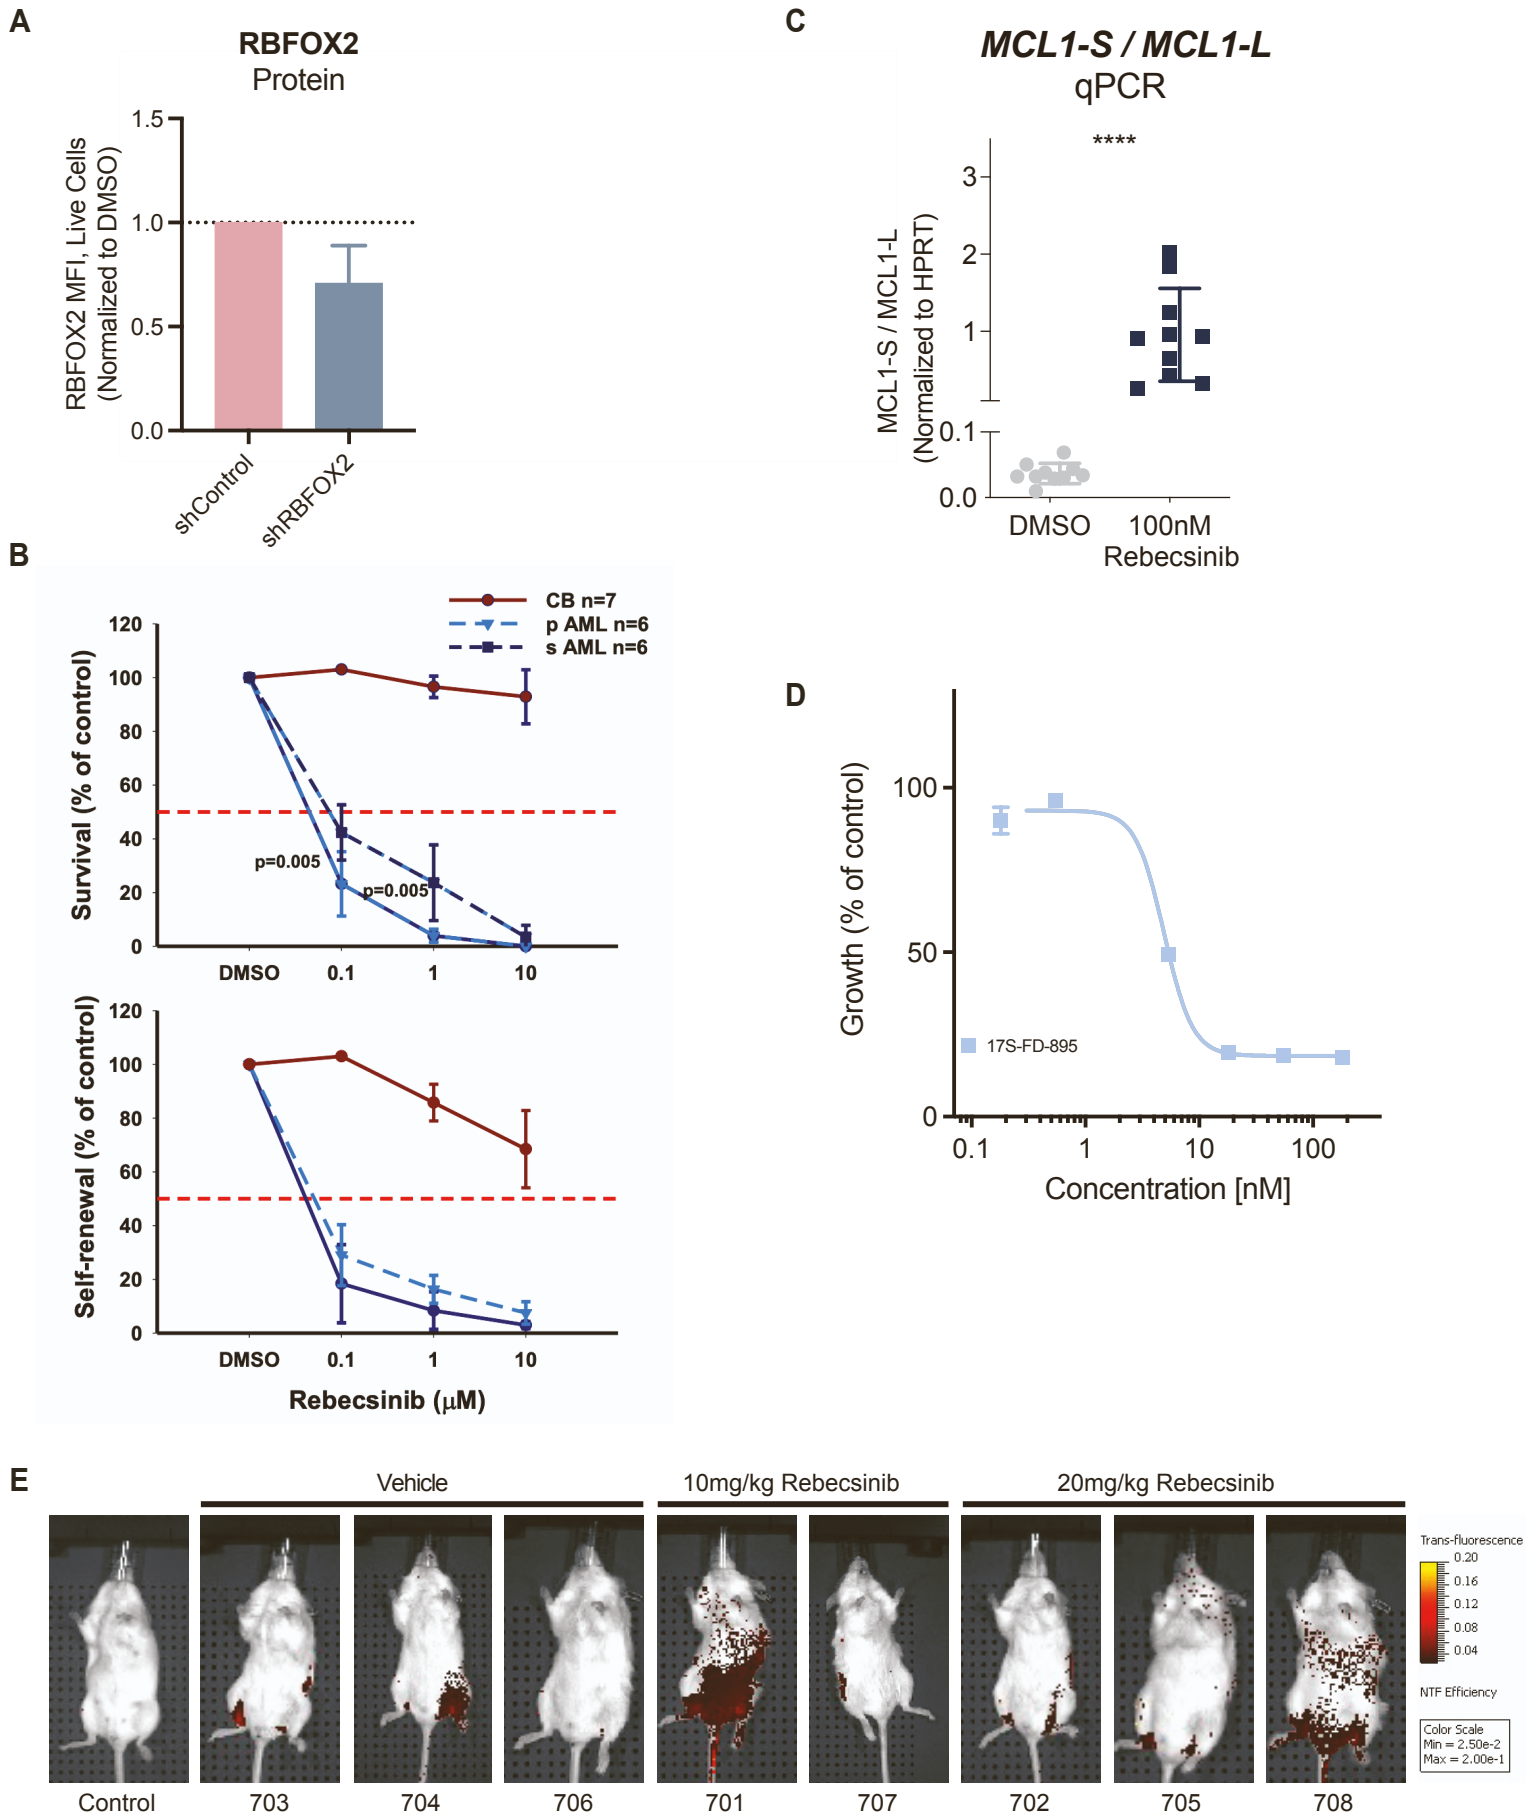 A
RBFOX2
Protein
RBFOX2 MFI, Live Cells
(Normalized to DMSO)
1.5
1.0
0.5
0.0
shControl
shRBFOX2
B
CB n=7
p AML n=6
s AML n=6
Survival (% of control)
120
100
80
60
40
20
0
p=0.005
p=0.005
DMSO 0.1 1 10
Self-renewal (% of control)
120
100
80
60
40
20
0
DMSO 0.1 1 10
Rebecsinib (µM)
C
MCL1-S / MCL1-L
qPCR
****
MCL1-S / MCL1-L
(Normalized to HPRT)
3
2
1
0.1
0.0
DMSO 100nM
Rebecsinib
D
Growth (% of control)
100
50
0
17S-FD-895
0.1 1 10 100
Concentration [nM]
E
Vehicle 10mg/kg Rebecsinib 20mg/kg Rebecsinib
Control 703 704 706 701 707 702 705 708
Trans-fluorescence
0.20
0.16
0.12
0.08
0.04
NTF Efficiency
Color Scale
Min = 2.50e-2
Max = 2.00e-1